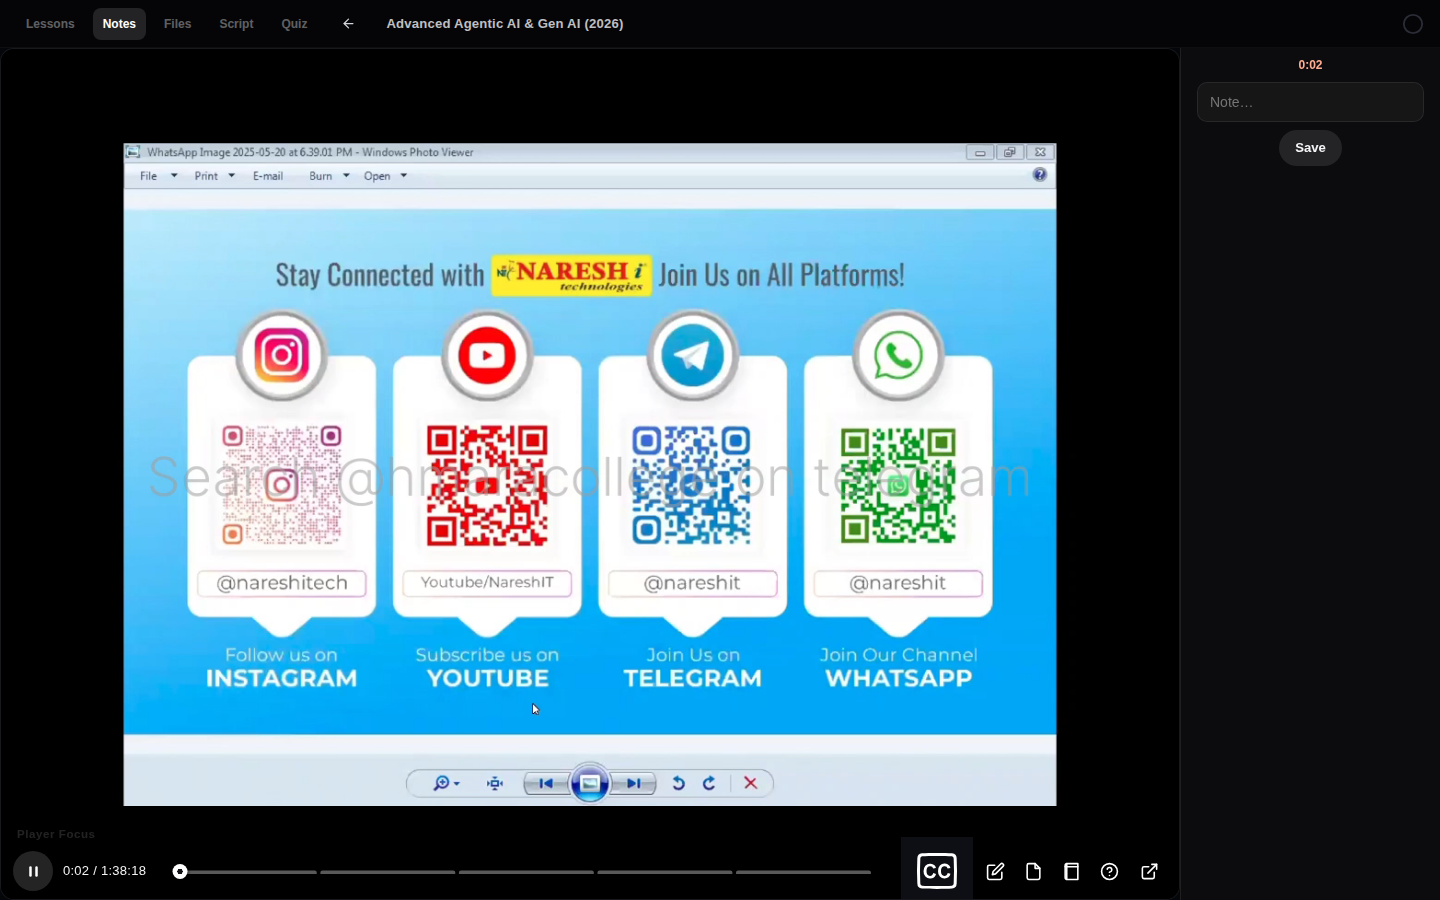 Lessons
Notes
Files
Script
Quiz
Advanced Agentic AI & Gen AI (2026)
0:02
Note…
Save
WhatsApp Image 2025-05-20 at 6.39.01 PM - Windows Photo Viewer
File Print E-mail Burn Open
Stay Connected with NARESH i technologies Join Us on All Platforms!
Search @hmaracollege on telegram
@nareshitech
Youtube/NareshIT
@nareshit
@nareshit
Follow us on
INSTAGRAM
Subscribe us on
YOUTUBE
Join Us on
TELEGRAM
Join Our Channel
WHATSAPP
Player Focus
0:02 / 1:38:18
CC